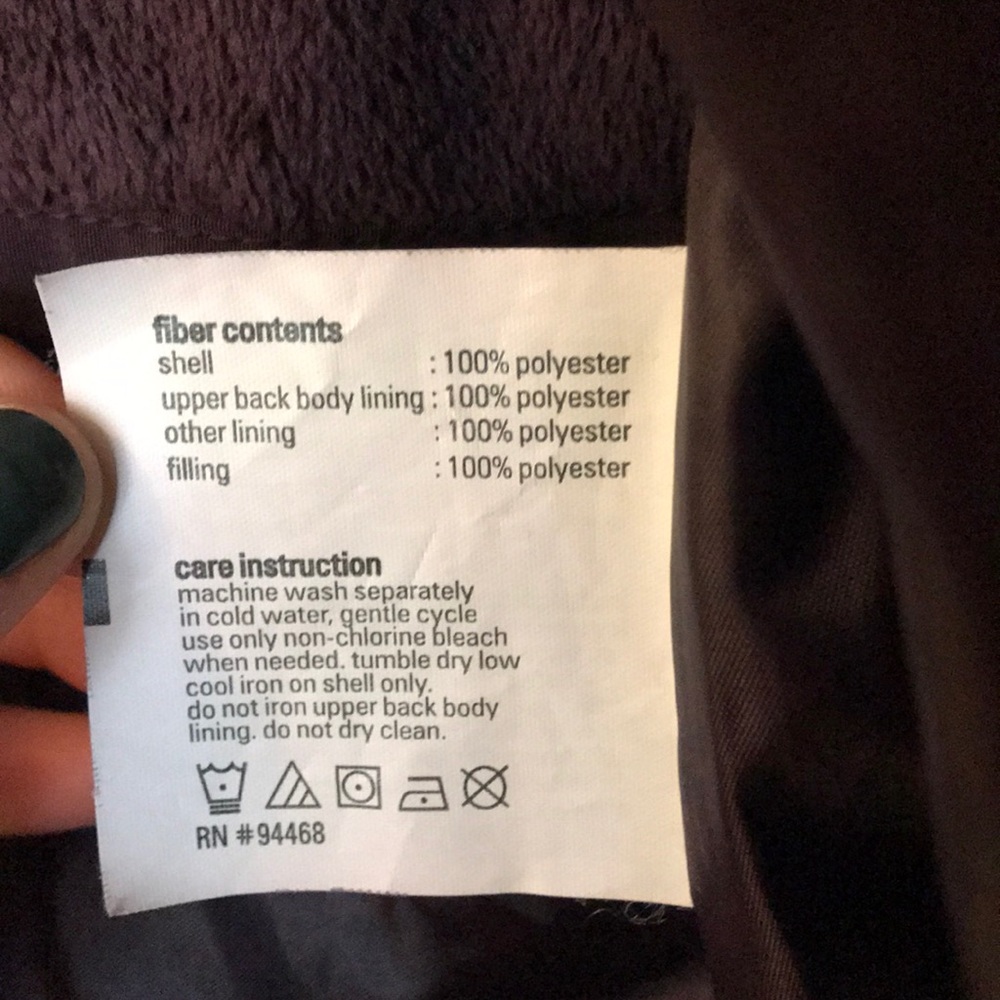 fiber contents
shell : 100% polyester
upper back body lining : 100% polyester
other lining : 100% polyester
filling : 100% polyester
care instruction
machine wash separately
in cold water, gentle cycle
use only non-chlorine bleach
when needed. tumble dry low
cool iron on shell only.
do not iron upper back body
lining. do not dry clean.
RN #94468